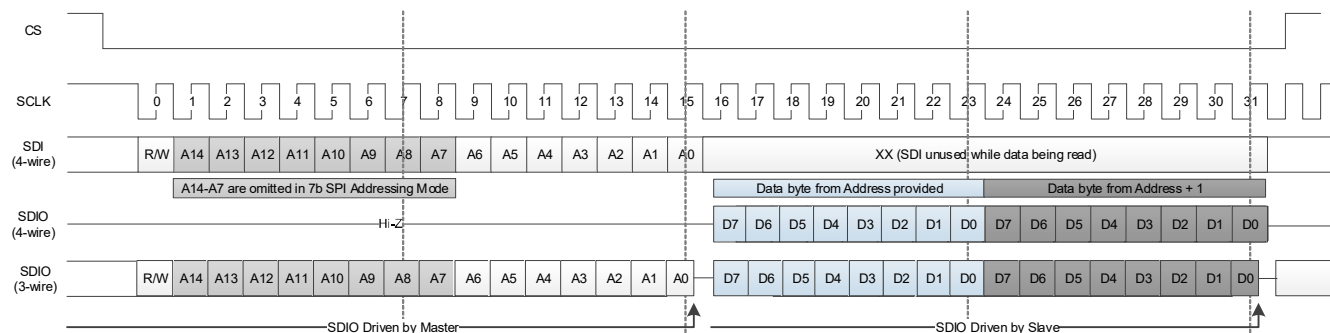 CS
SCLK 0 1 2 3 4 5 6 7 8 9 10 11 12 13 14 15 16 17 18 19 20 21 22 23 24 25 26 27 28 29 30 31
SDI
(4-wire)
R/W A14 A13 A12 A11 A10 A9 A8 A7 A6 A5 A4 A3 A2 A1 A0 XX (SDI unused while data being read)
A14-A7 are omitted in 7b SPI Addressing Mode Data byte from Address provided Data byte from Address + 1
SDIO
(4-wire)
Hi-Z D7 D6 D5 D4 D3 D2 D1 D0 D7 D6 D5 D4 D3 D2 D1 D0
SDIO
(3-wire)
R/W A14 A13 A12 A11 A10 A9 A8 A7 A6 A5 A4 A3 A2 A1 A0 D7 D6 D5 D4 D3 D2 D1 D0 D7 D6 D5 D4 D3 D2 D1 D0
SDIO Driven by Master SDIO Driven by Slave